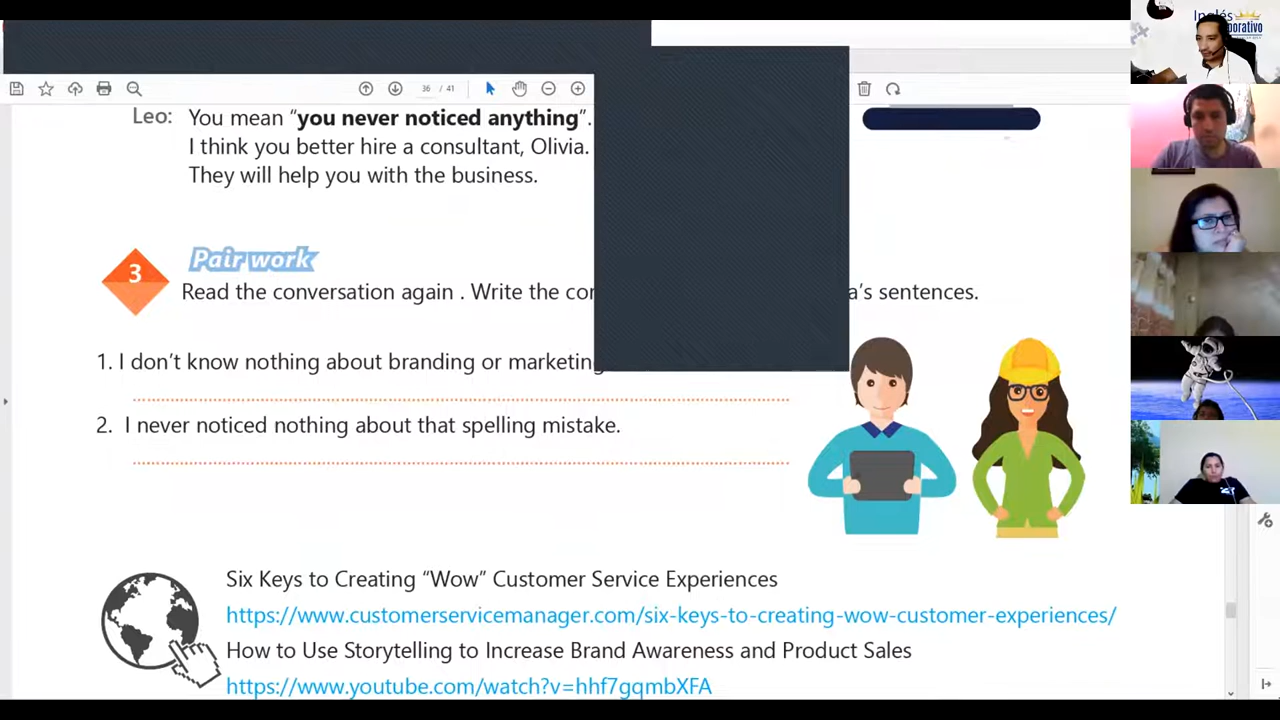 Inglés
porativo
36 / 41
Leo: You mean "you never noticed anything".
I think you better hire a consultant, Olivia.
They will help you with the business.
3
Pair work
Read the conversation again . Write the cor a's sentences.
1. I don't know nothing about branding or marketing
2. I never noticed nothing about that spelling mistake.
Six Keys to Creating "Wow" Customer Service Experiences
https://www.customerservicemanager.com/six-keys-to-creating-wow-customer-experiences/
How to Use Storytelling to Increase Brand Awareness and Product Sales
https://www.youtube.com/watch?v=hhf7gqmbXFA